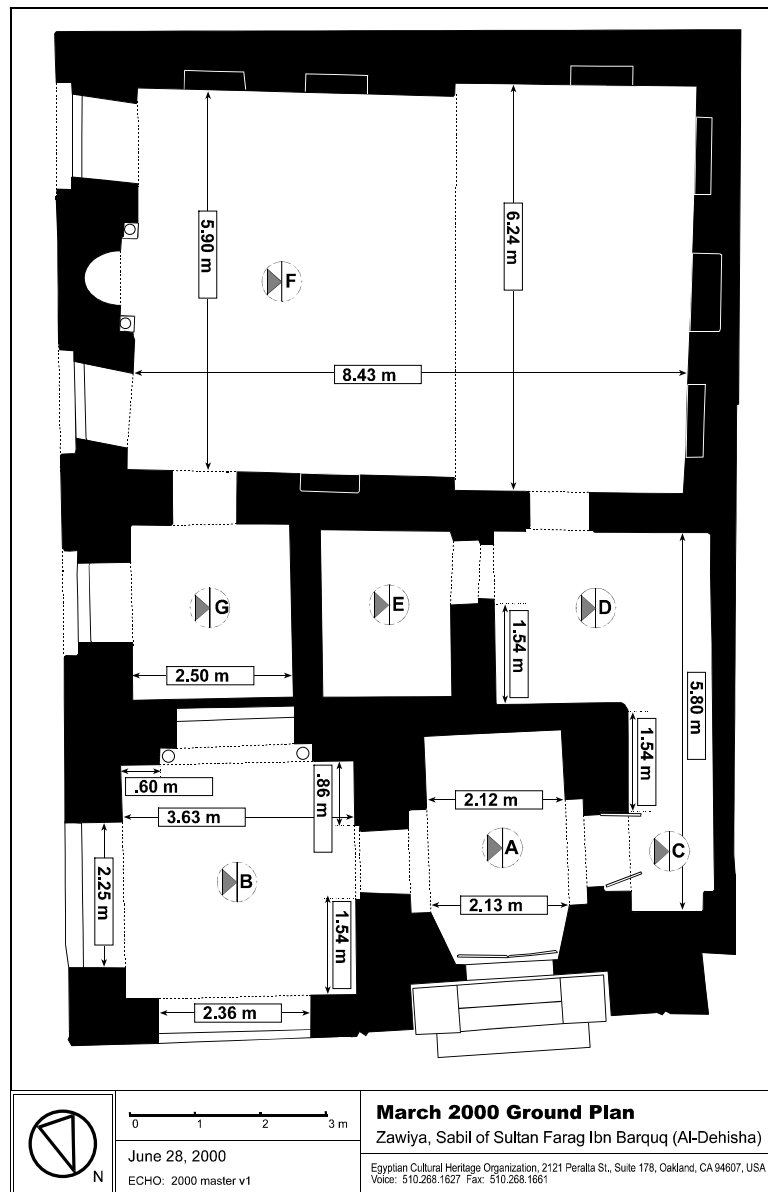 5.90 m
6.24 m
F
8.43 m
G
E
D
1.54 m
2.50 m
5.80 m
1.54 m
.60 m
.86 m
3.63 m
2.12 m
A
C
B
2.25 m
2.13 m
1.54 m
2.36 m
N
0 1 2 3 m
June 28, 2000
ECHO: 2000 master v1
March 2000 Ground Plan
Zawiya, Sabil of Sultan Farag Ibn Barquq (Al-Dehisha)
Egyptian Cultural Heritage Organization, 2121 Peralta St., Suite 178, Oakland, CA 94607, USA
Voice: 510.268.1627 Fax: 510.268.1661